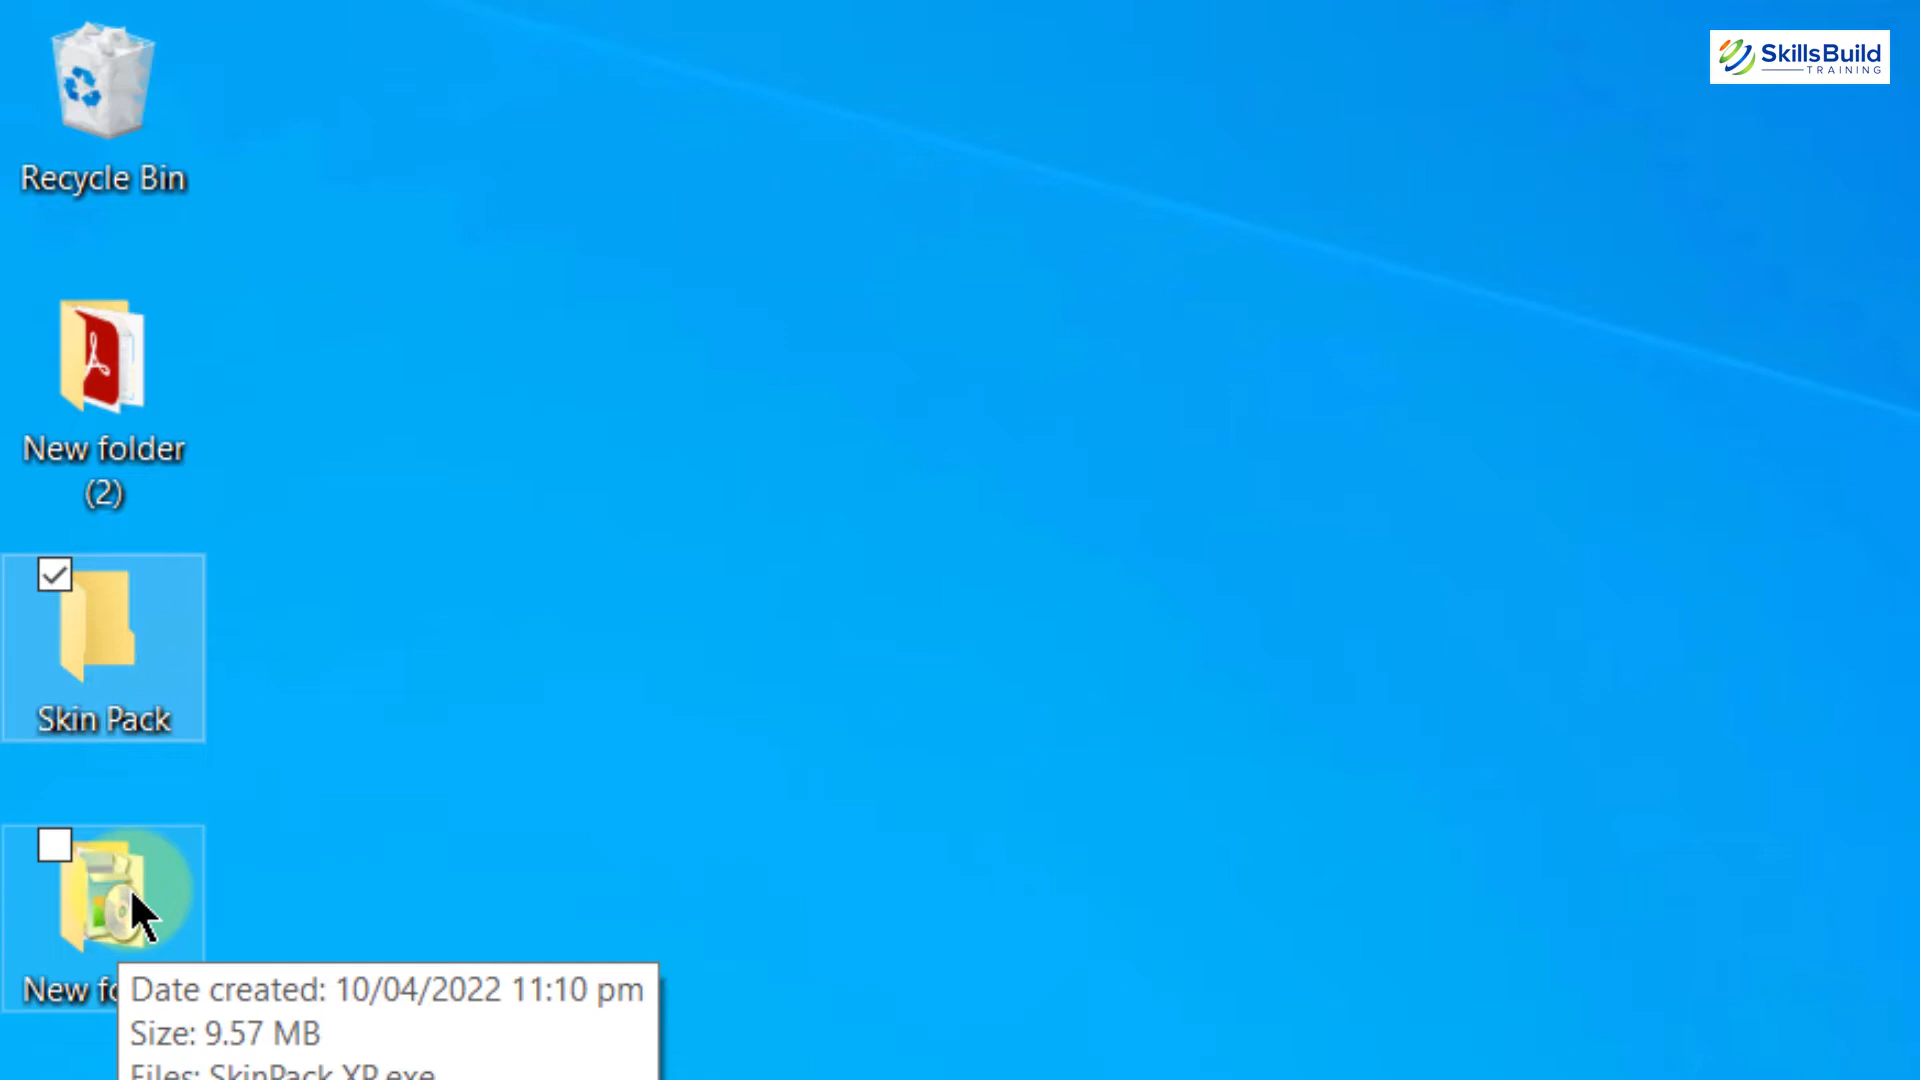 SkillsBuild
TRAINING
Recycle Bin
New folder
(2)
Skin Pack
New fo
Date created: 10/04/2022 11:10 pm
Size: 9.57 MB
Files: SkinPack XP.exe